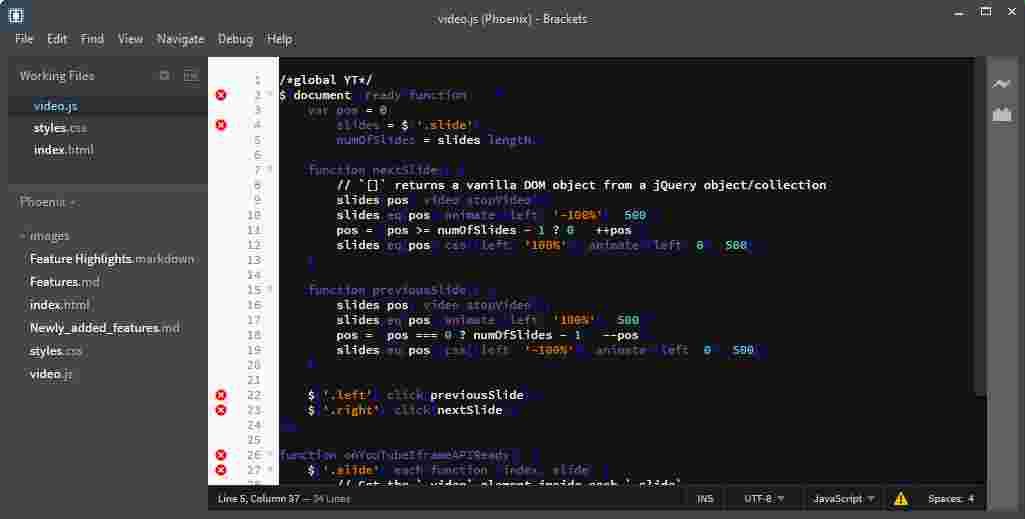 video.js (Phoenix) - Brackets
File Edit Find View Navigate Debug Help
Working Files
video.js
styles.css
index.html
Phoenix
images
Feature Highlights.markdown
Features.md
index.html
Newly_added_features.md
styles.css
video.js
1 /*global YT*/
2 $ document ready function
3 var pos = 0
4 slides = $ '.slide'
5 numOfSlides = slides length
6
7 function nextSlide
8 // `[]` returns a vanilla DOM object from a jQuery object/collection
9 slides pos video stopVideo
10 slides eq pos animate left '-100%' 500
11 pos = pos >= numOfSlides - 1 ? 0 ++pos
12 slides eq pos css left '100%' animate left 0 500
13
14
15 function previousSlide
16 slides pos video stopVideo
17 slides eq pos animate left '100%' 500
18 pos = pos === 0 ? numOfSlides - 1 --pos
19 slides eq pos css left '-100%' animate left 0 500
20
21
22 $ '.left' click previousSlide
23 $ '.right' click nextSlide
24
25
26 function onYouTubeIframeAPIReady
27 $ '.slide' each function index, slide
28 // Get the `.video` element inside each `.slide`
Line 5, Column 37 — 34 Lines
INS UTF-8 JavaScript Spaces: 4